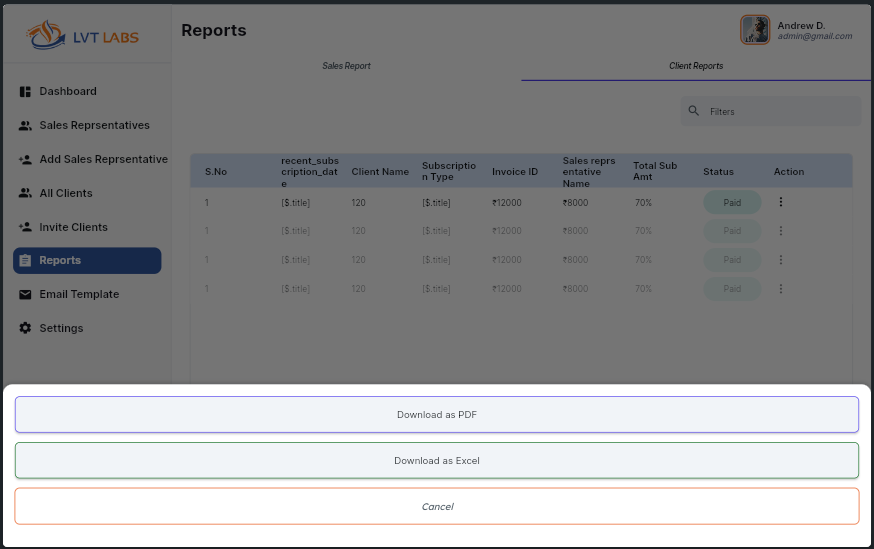 LVT LABS
Reports
Andrew D.
admin@gmail.com
Sales Report
Client Reports
Filters
Dashboard
Sales Reprsentatives
Add Sales Reprsentative
All Clients
Invite Clients
Reports
Email Template
Settings
S.No
recent_subs
cription_dat
e
Client Name
Subscriptio
n Type
Invoice ID
Sales reprs
entative
Name
Total Sub
Amt
Status
Action
1 [$.title] 120 [$.title] ₹12000 ₹8000 70% Paid
1 [$.title] 120 [$.title] ₹12000 ₹8000 70% Paid
1 [$.title] 120 [$.title] ₹12000 ₹8000 70% Paid
1 [$.title] 120 [$.title] ₹12000 ₹8000 70% Paid
Download as PDF
Download as Excel
Cancel